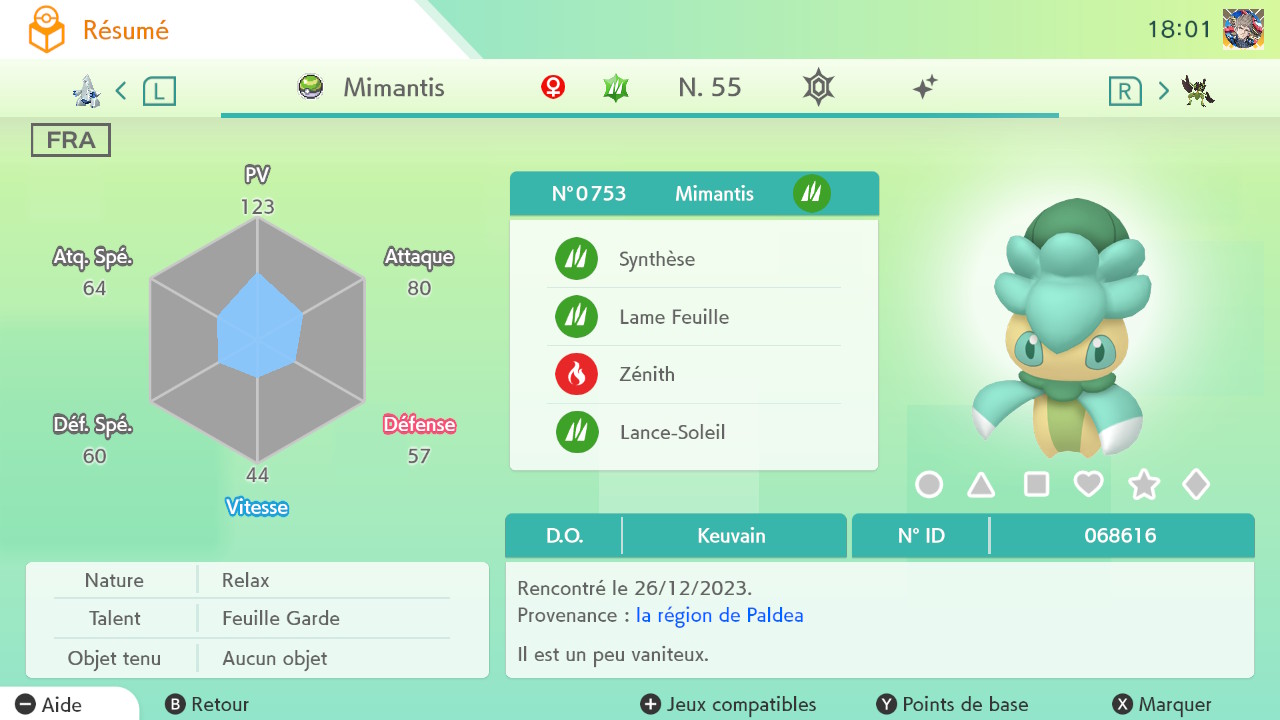 Résumé
18:01
L
Mimantis
N. 55
R
FRA
PV
123
Atq. Spé.
64
Attaque
80
Déf. Spé.
60
Défense
57
44
Vitesse
N°0753 Mimantis
Synthèse
Lame Feuille
Zénith
Lance-Soleil
D.O. Keuvain
N° ID 068616
Rencontré le 26/12/2023.
Provenance : la région de Paldea
Il est un peu vaniteux.
Nature Relax
Talent Feuille Garde
Objet tenu Aucun objet
Aide
B Retour
Jeux compatibles
Y Points de base
X Marquer